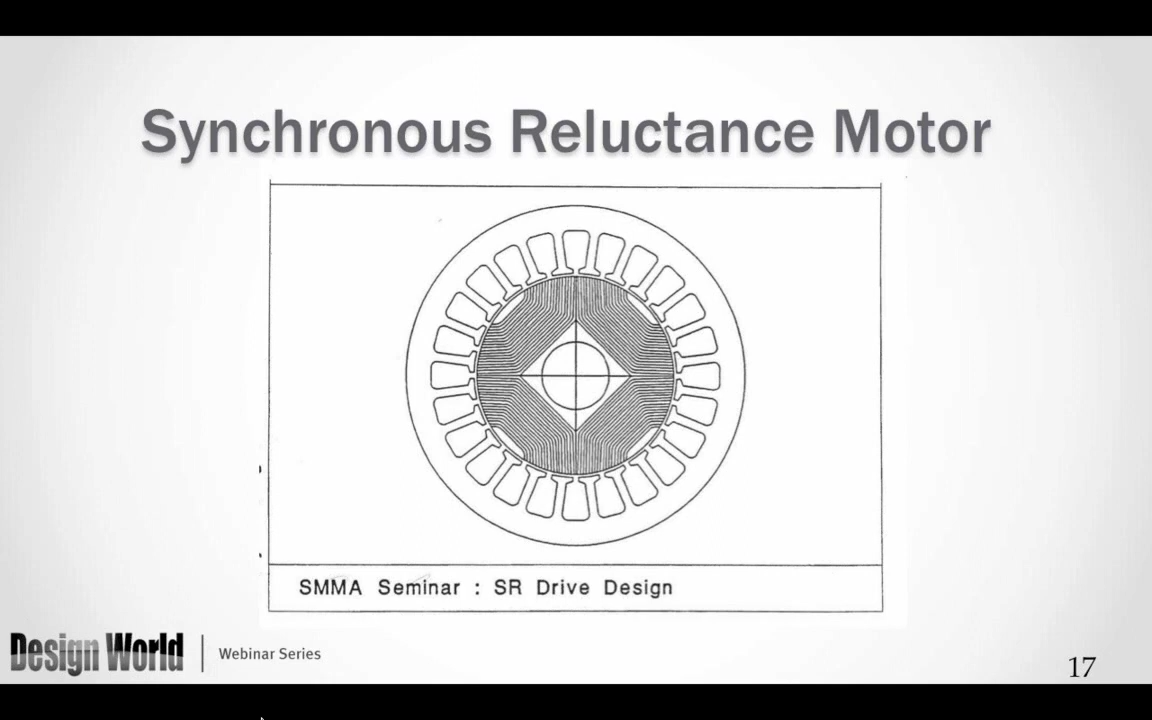 Synchronous Reluctance Motor
SMMA Seminar : SR Drive Design
Design World
Webinar Series
17